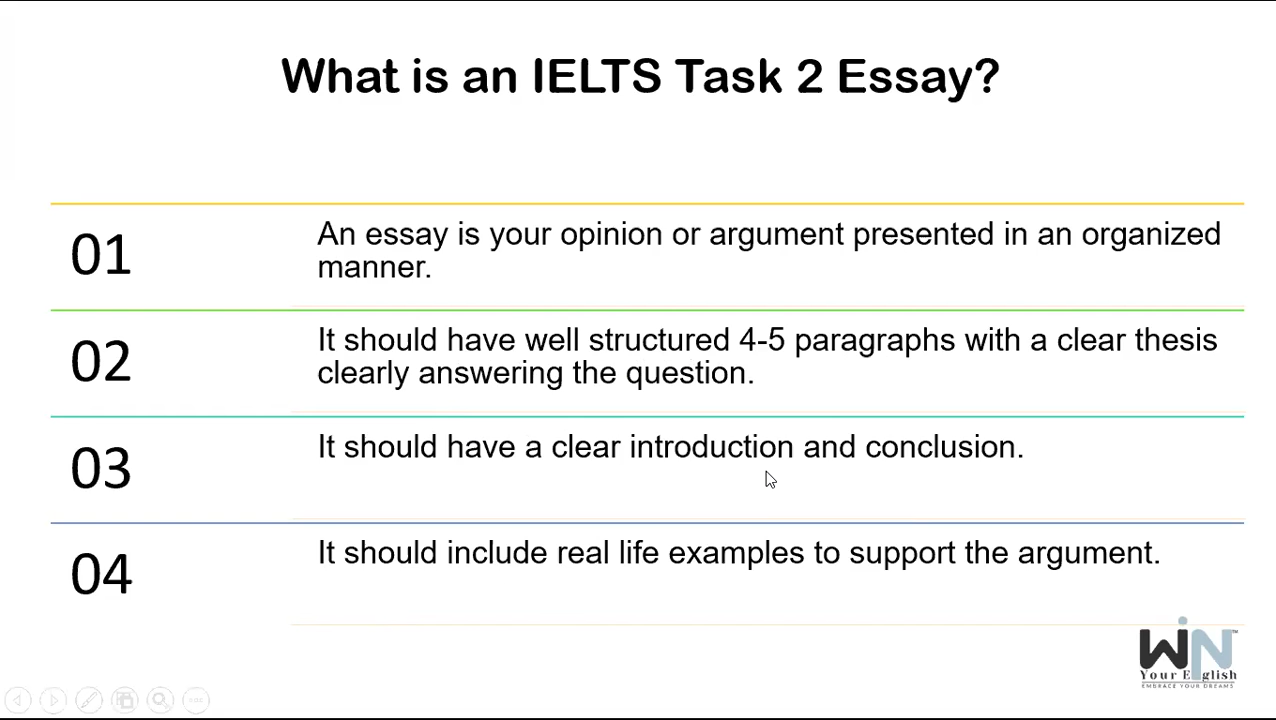 What is an IELTS Task 2 Essay?
01
An essay is your opinion or argument presented in an organized
manner.
02
It should have well structured 4-5 paragraphs with a clear thesis
clearly answering the question.
03
It should have a clear introduction and conclusion.
04
It should include real life examples to support the argument.
WIN
Your English
EMBRACE YOUR DREAMS